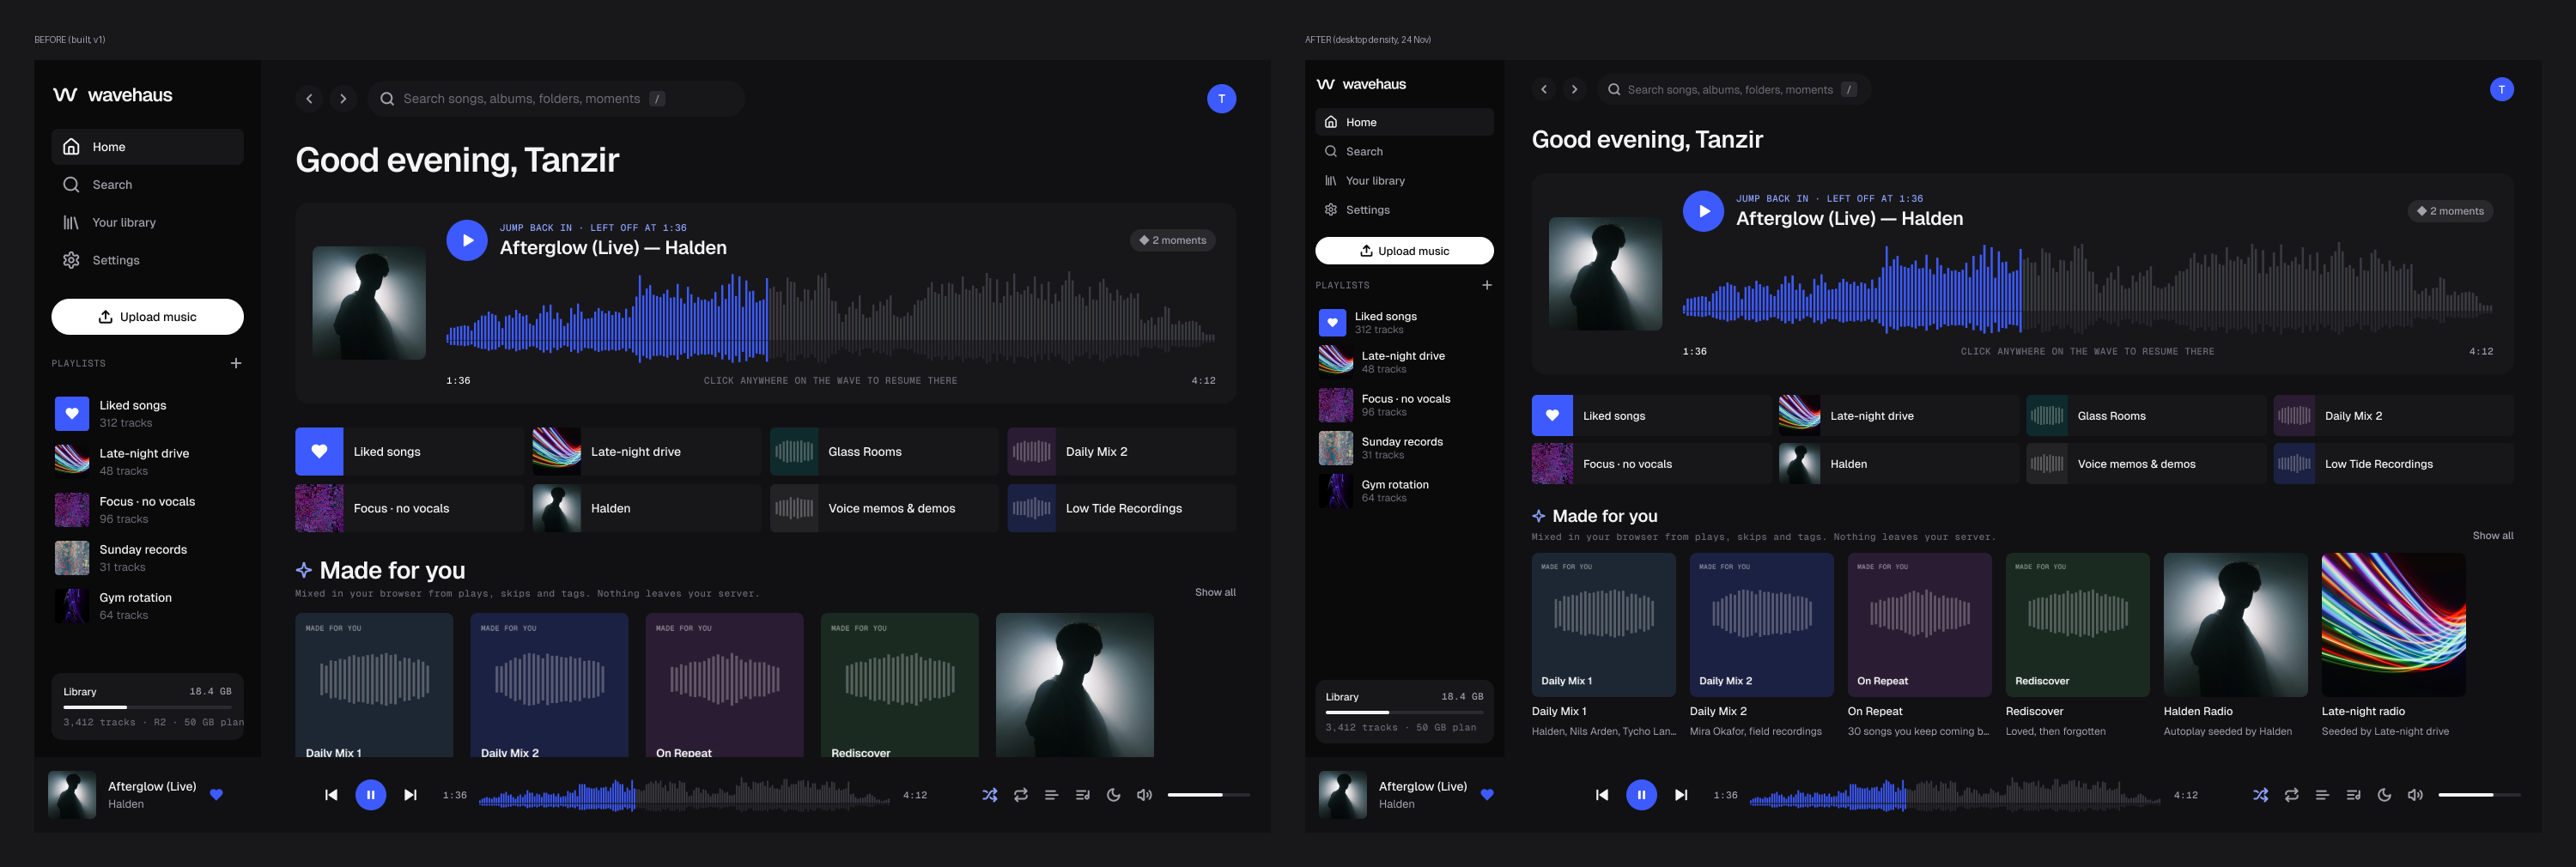 BEFORE (built, v1)
wavehaus
Home
Search
Your library
Settings
Upload music
PLAYLISTS
Liked songs
312 tracks
Late-night drive
48 tracks
Focus · no vocals
96 tracks
Sunday records
31 tracks
Gym rotation
64 tracks
Library 18.4 GB
3,412 tracks · R2 · 50 GB plan
Search songs, albums, folders, moments /
T
Good evening, Tanzir
JUMP BACK IN · LEFT OFF AT 1:36
Afterglow (Live) — Halden
2 moments
1:36 CLICK ANYWHERE ON THE WAVE TO RESUME THERE 4:12
Liked songs Late-night drive Glass Rooms Daily Mix 2
Focus · no vocals Halden Voice memos & demos Low Tide Recordings
Made for you
Mixed in your browser from plays, skips and tags. Nothing leaves your server. Show all
MADE FOR YOU MADE FOR YOU MADE FOR YOU MADE FOR YOU
Daily Mix 1 Daily Mix 2 On Repeat Rediscover
Afterglow (Live)
Halden
1:36 4:12
AFTER (desktop density, 24 Nov)
wavehaus
Home
Search
Your library
Settings
Upload music
PLAYLISTS
Liked songs
312 tracks
Late-night drive
48 tracks
Focus · no vocals
96 tracks
Sunday records
31 tracks
Gym rotation
64 tracks
Library 18.4 GB
3,412 tracks · 50 GB plan
Search songs, albums, folders, moments /
T
Good evening, Tanzir
JUMP BACK IN · LEFT OFF AT 1:36
Afterglow (Live) — Halden
2 moments
1:36 CLICK ANYWHERE ON THE WAVE TO RESUME THERE 4:12
Liked songs Late-night drive Glass Rooms Daily Mix 2
Focus · no vocals Halden Voice memos & demos Low Tide Recordings
Made for you
Mixed in your browser from plays, skips and tags. Nothing leaves your server. Show all
MADE FOR YOU MADE FOR YOU MADE FOR YOU MADE FOR YOU
Daily Mix 1 Daily Mix 2 On Repeat Rediscover
Daily Mix 1 Daily Mix 2 On Repeat Rediscover Halden Radio Late-night radio
Halden, Nils Arden, Tycho Lan... Mira Okafor, field recordings 30 songs you keep coming b... Loved, then forgotten Autoplay seeded by Halden Seeded by Late-night drive
Afterglow (Live)
Halden
1:36 4:12